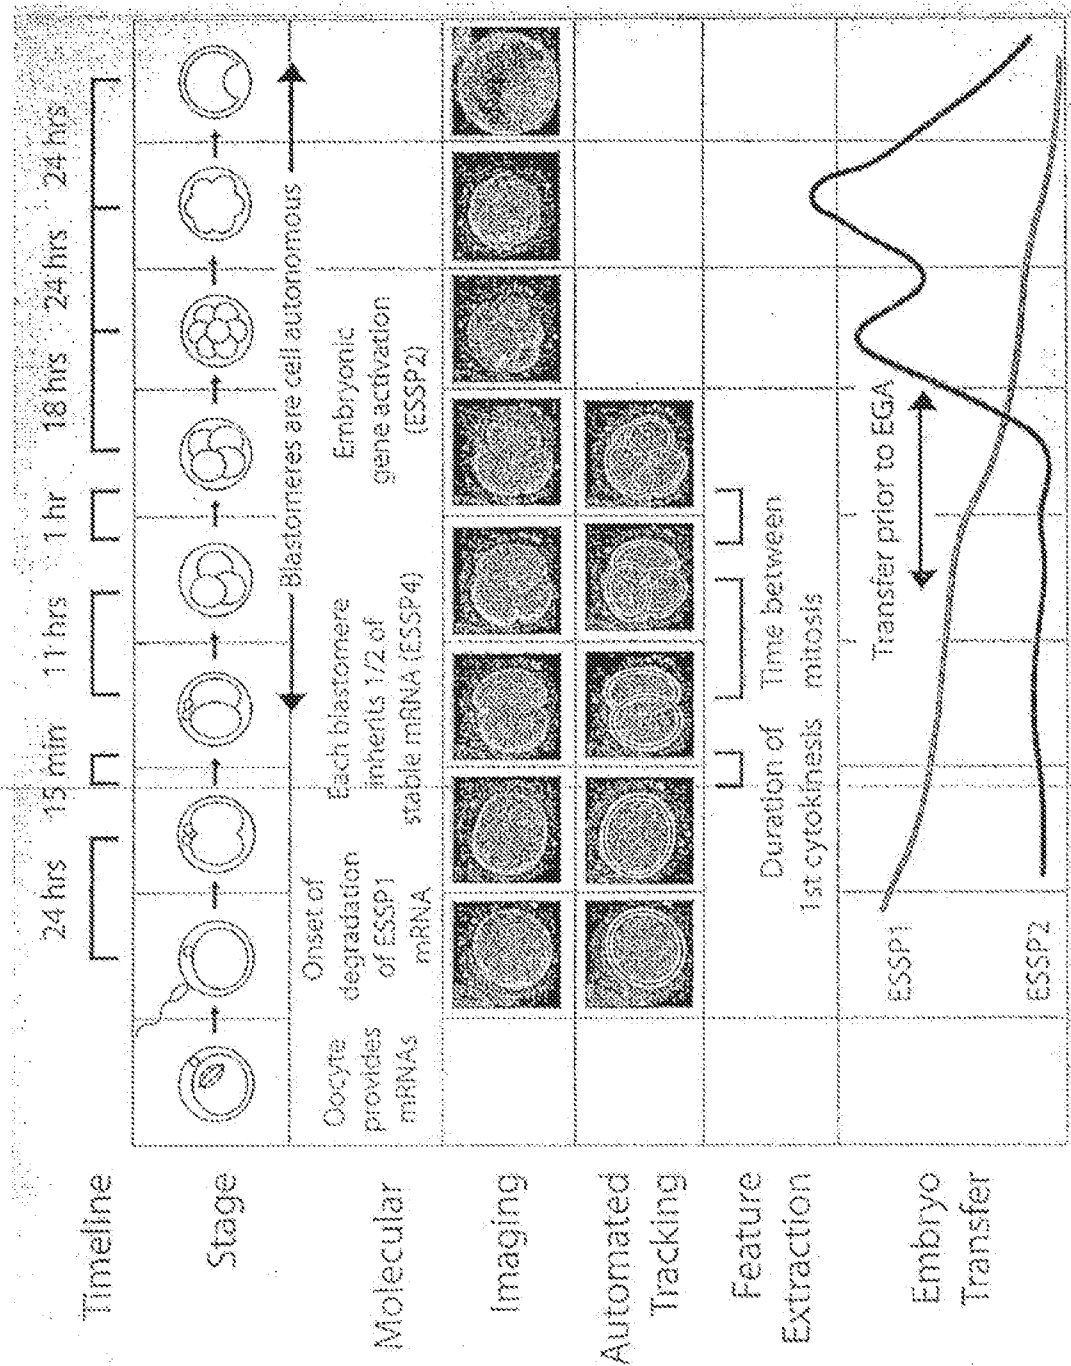 Timeline
24 hrs
15 min
11 hrs
1 hr
18 hrs
24 hrs
24 hrs
Stage
Blastomeres are cell autonomous
Molecular
Oocyte
provides
mRNAs
Onset of
degradation
of ESSP1
mRNA
Each blastomere
inherits 1/2 of
stable mRNA (ESSP4)
Embryonic
gene activation
(ESSP2)
Imaging
Automated
Tracking
Feature
Extraction
Duration of
1st cytokinesis
Time between
mitosis
Embryo
Transfer
Transfer prior to EGA
ESSP1
ESSP2